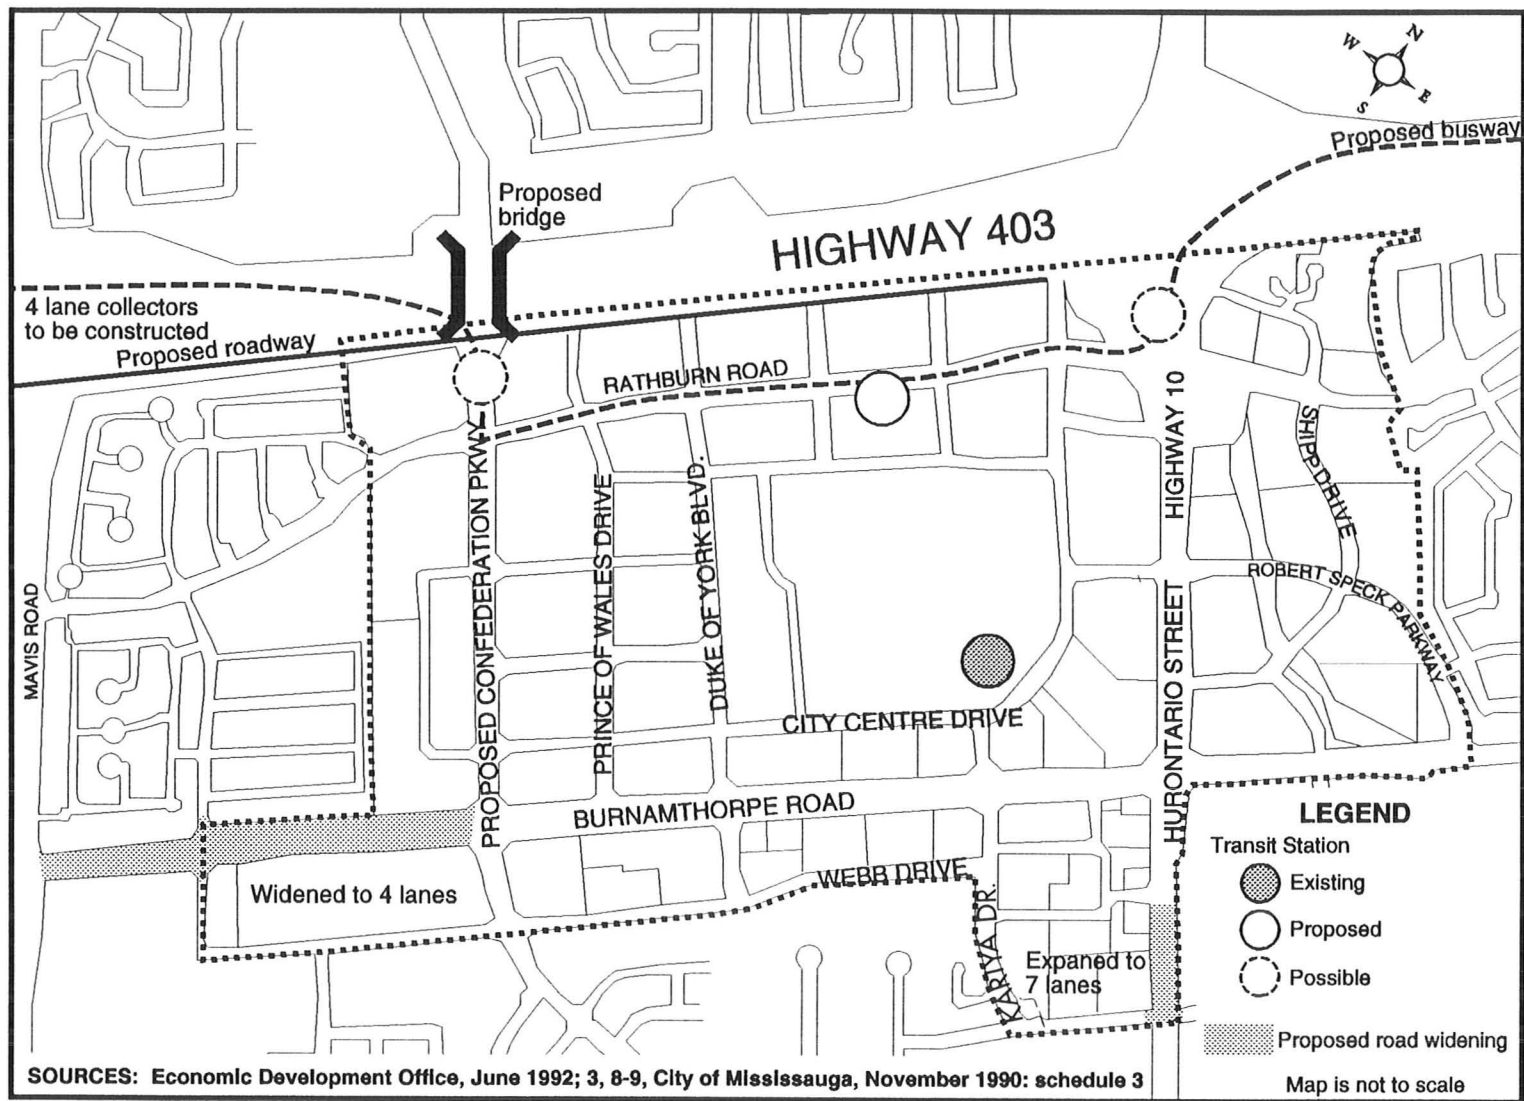 N
W
E
S
Proposed busway
Proposed
bridge
HIGHWAY 403
4 lane collectors
to be constructed
Proposed roadway
RATHBURN ROAD
HIGHWAY 10
SHIPP DRIVE
PROPOSED CONFEDERATION PKWY
PRINCE OF WALES DRIVE
DUKE OF YORK BLVD.
ROBERT SPECK PARKWAY
MAVIS ROAD
HURONTARIO STREET
CITY CENTRE DRIVE
BURNAMTHORPE ROAD
WEBB DRIVE
Widened to 4 lanes
KARIYA DR.
Expaned to
7 lanes
LEGEND
Transit Station
Existing
Proposed
Possible
Proposed road widening
Map is not to scale
SOURCES: Economic Development Office, June 1992; 3, 8-9, City of Mississauga, November 1990: schedule 3